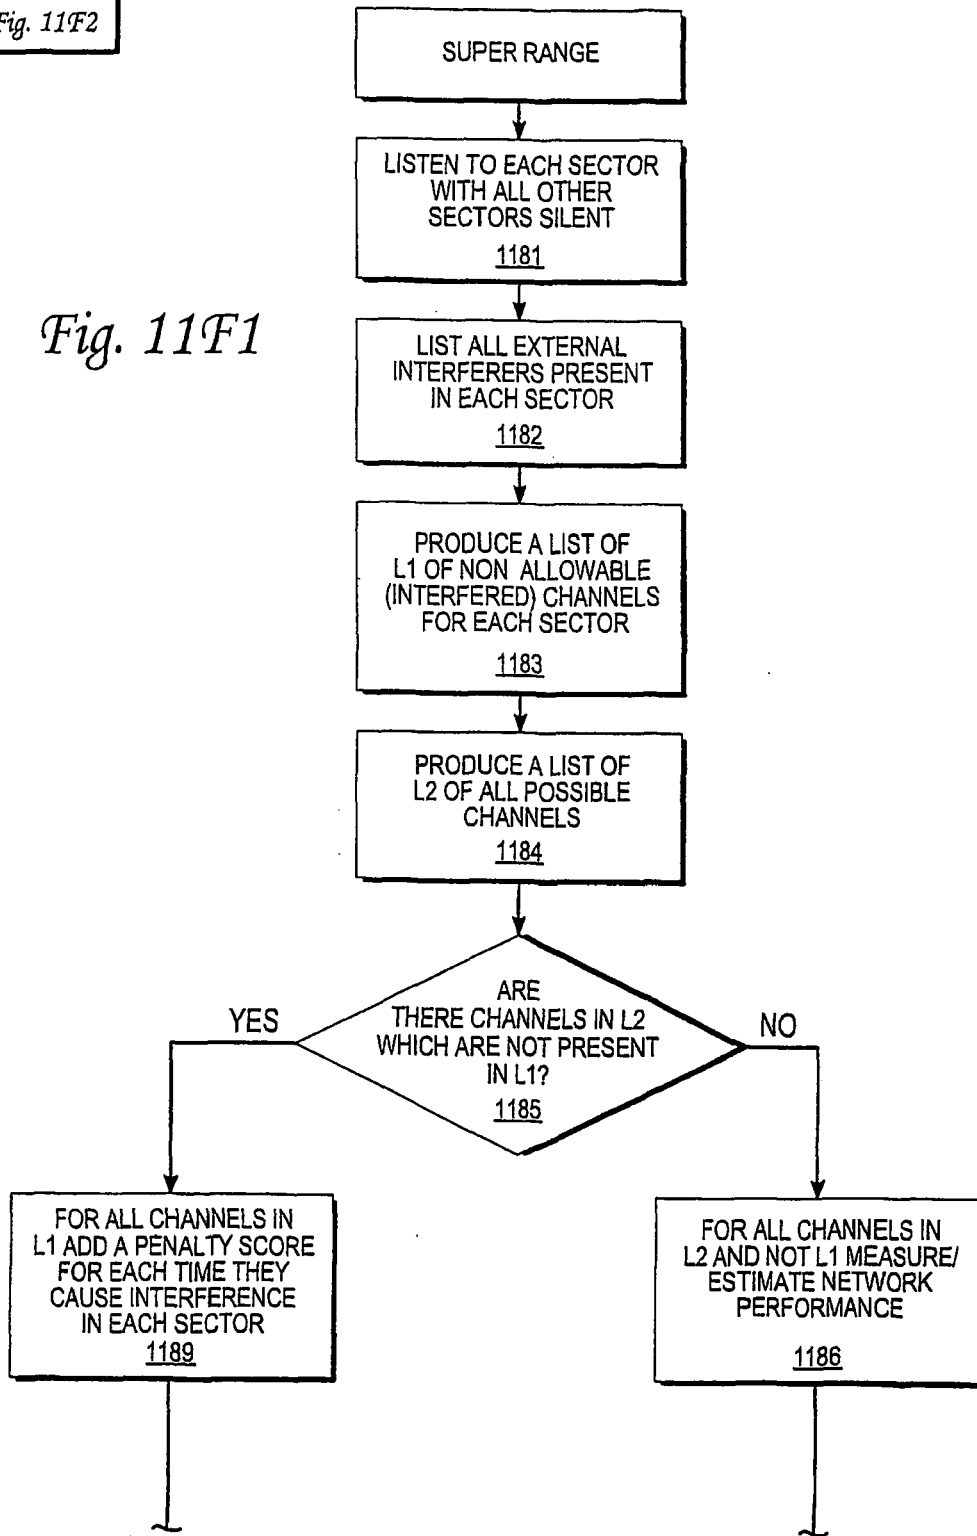 Fig. 11F2
SUPER RANGE
LISTEN TO EACH SECTOR
WITH ALL OTHER
SECTORS SILENT
1181
Fig. 11F1
LIST ALL EXTERNAL
INTERFERERS PRESENT
IN EACH SECTOR
1182
PRODUCE A LIST OF
L1 OF NON ALLOWABLE
(INTERFERED) CHANNELS
FOR EACH SECTOR
1183
PRODUCE A LIST OF
L2 OF ALL POSSIBLE
CHANNELS
1184
ARE
THERE CHANNELS IN L2
WHICH ARE NOT PRESENT
IN L1?
1185
YES
NO
FOR ALL CHANNELS IN
L1 ADD A PENALTY SCORE
FOR EACH TIME THEY
CAUSE INTERFERENCE
IN EACH SECTOR
1189
FOR ALL CHANNELS IN
L2 AND NOT L1 MEASURE/
ESTIMATE NETWORK
PERFORMANCE
1186